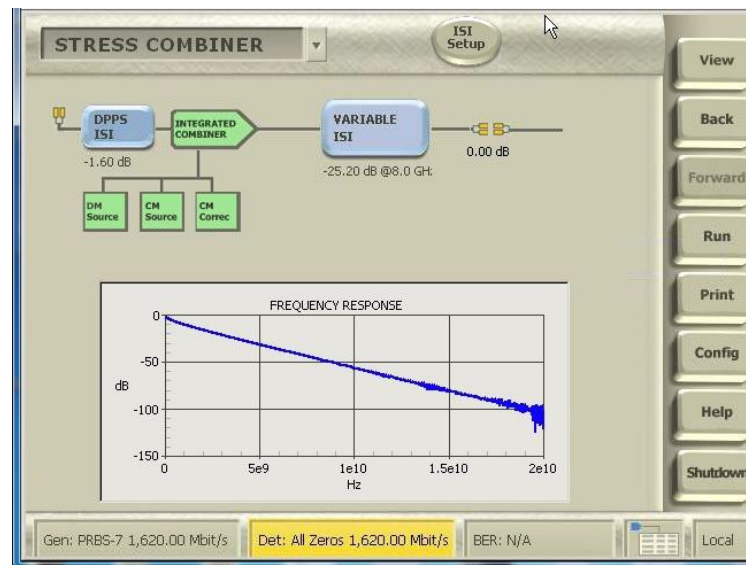 STRESS COMBINER
ISI
Setup
View
Back
Forward
Run
Print
Config
Help
Shutdown
DPPS
ISI
-1.60 dB
INTEGRATED
COMBINER
VARIABLE
ISI
-25.20 dB @8.0 GH
0.00 dB
DM
Source
CM
Source
CM
Correc
FREQUENCY RESPONSE
0
-50
dB
-100
-150
0
5e9
1e10
1.5e10
2e10
Hz
Gen: PRBS-7 1,620.00 Mbit/s
Det: All Zeros 1,620.00 Mbit/s
BER: N/A
Local